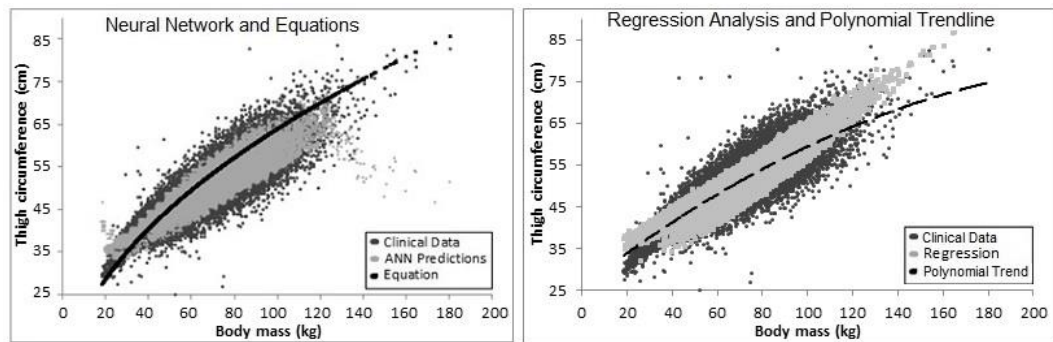 Neural Network and Equations
85
75
65
55
45
35
25
Thigh circumference (cm)
0 20 40 60 80 100 120 140 160 180 200
Body mass (kg)
Clinical Data
ANN Predictions
Equation
Regression Analysis and Polynomial Trendline
85
75
65
55
45
35
25
Thigh circumference (cm)
0 20 40 60 80 100 120 140 160 180 200
Body mass (kg)
Clinical Data
Regression
Polynomial Trend